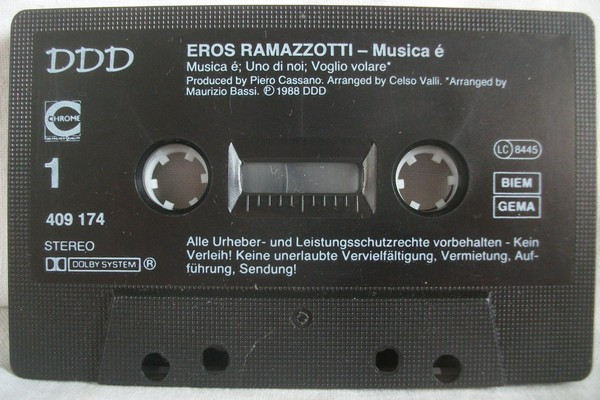 DDD
EROS RAMAZZOTTI – Musica é
Musica é; Uno di noi; Voglio volare*
Produced by Piero Cassano. Arranged by Celso Valli. *Arranged by
Maurizio Bassi. ℗ 1988 DDD
CHROME
1
LC 8445
BIEM
GEMA
409 174
STEREO
DOLBY SYSTEM ®
Alle Urheber- und Leistungsschutzrechte vorbehalten - Kein
Verleih! Keine unerlaubte Vervielfältigung, Vermietung, Auf-
führung, Sendung!